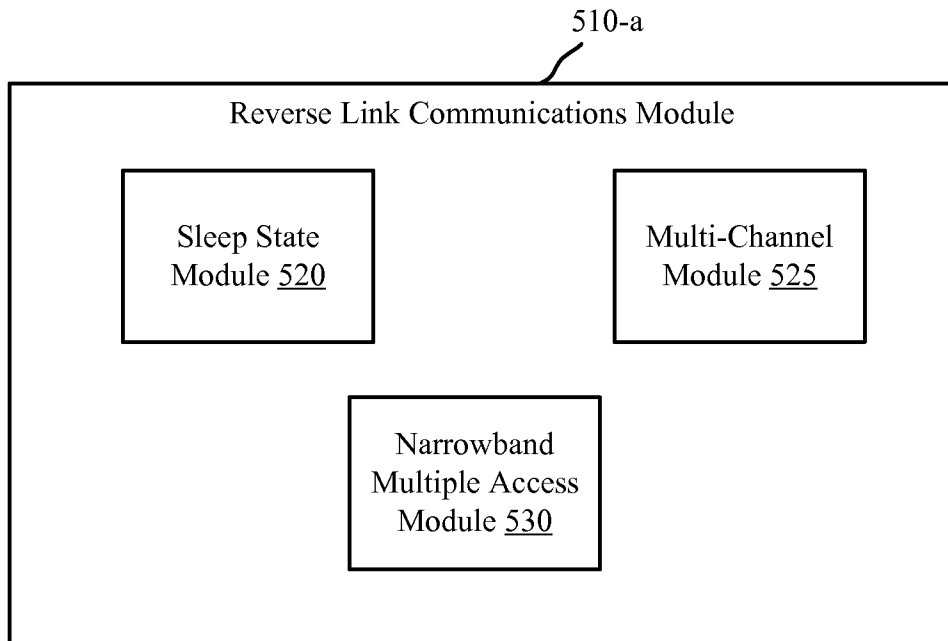 510-a
Reverse Link Communications Module
Sleep State
Module 520
Multi-Channel
Module 525
Narrowband
Multiple Access
Module 530